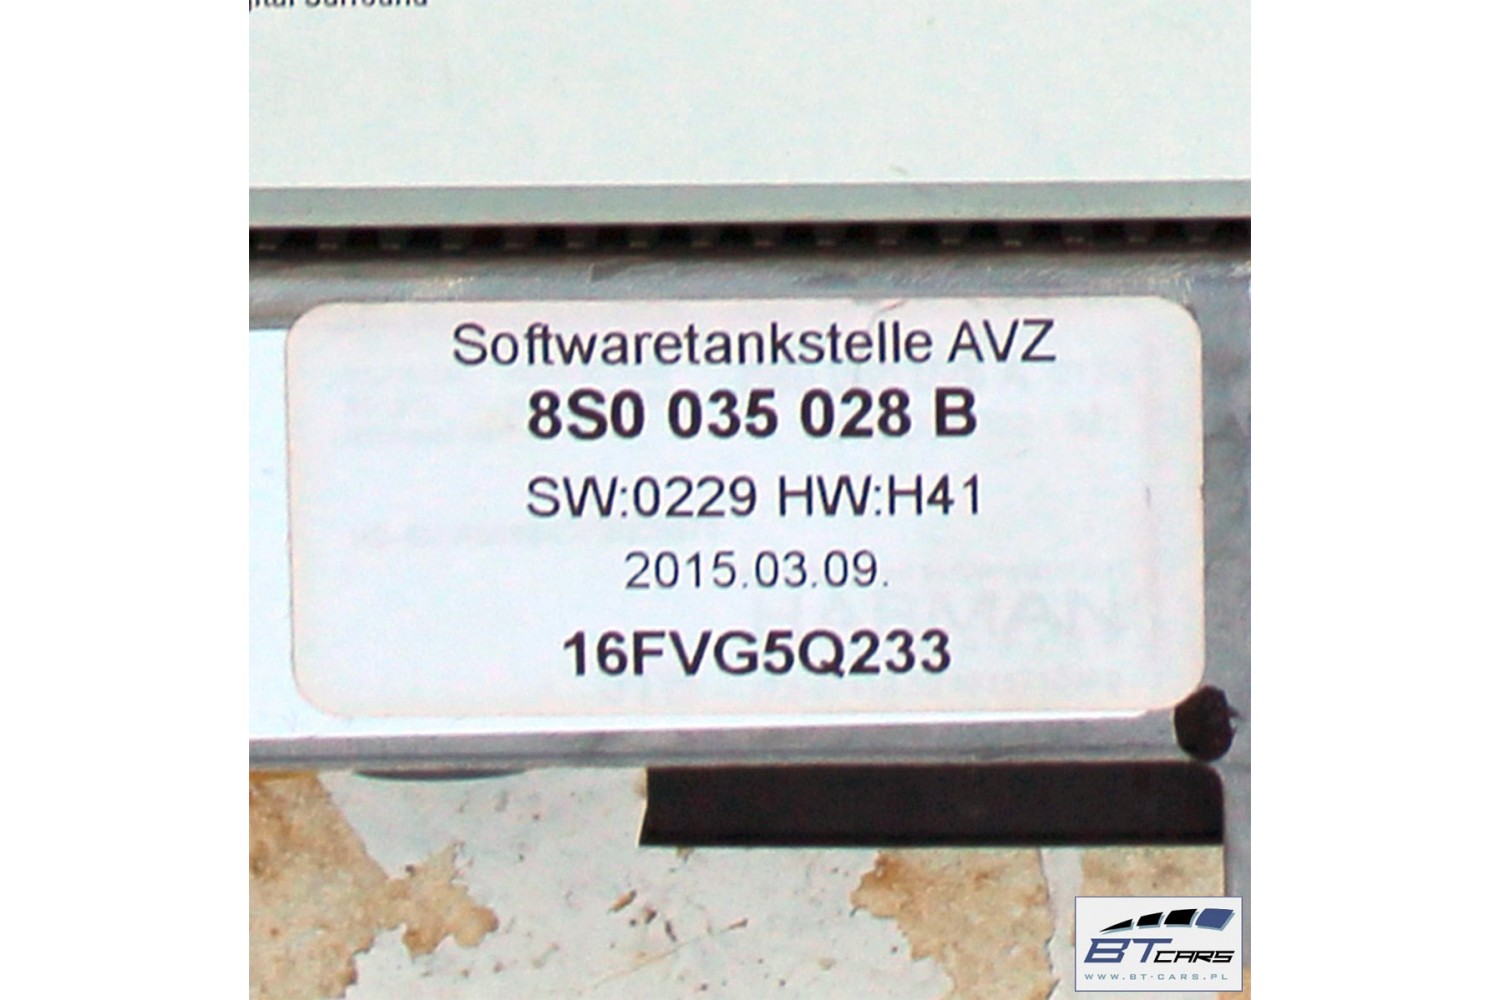 Softwaretankstelle AVZ
8S0 035 028 B
SW:0229 HW:H41
2015.03.09.
16FVG5Q233
BT CARS
WWW.BT-CARS.PL